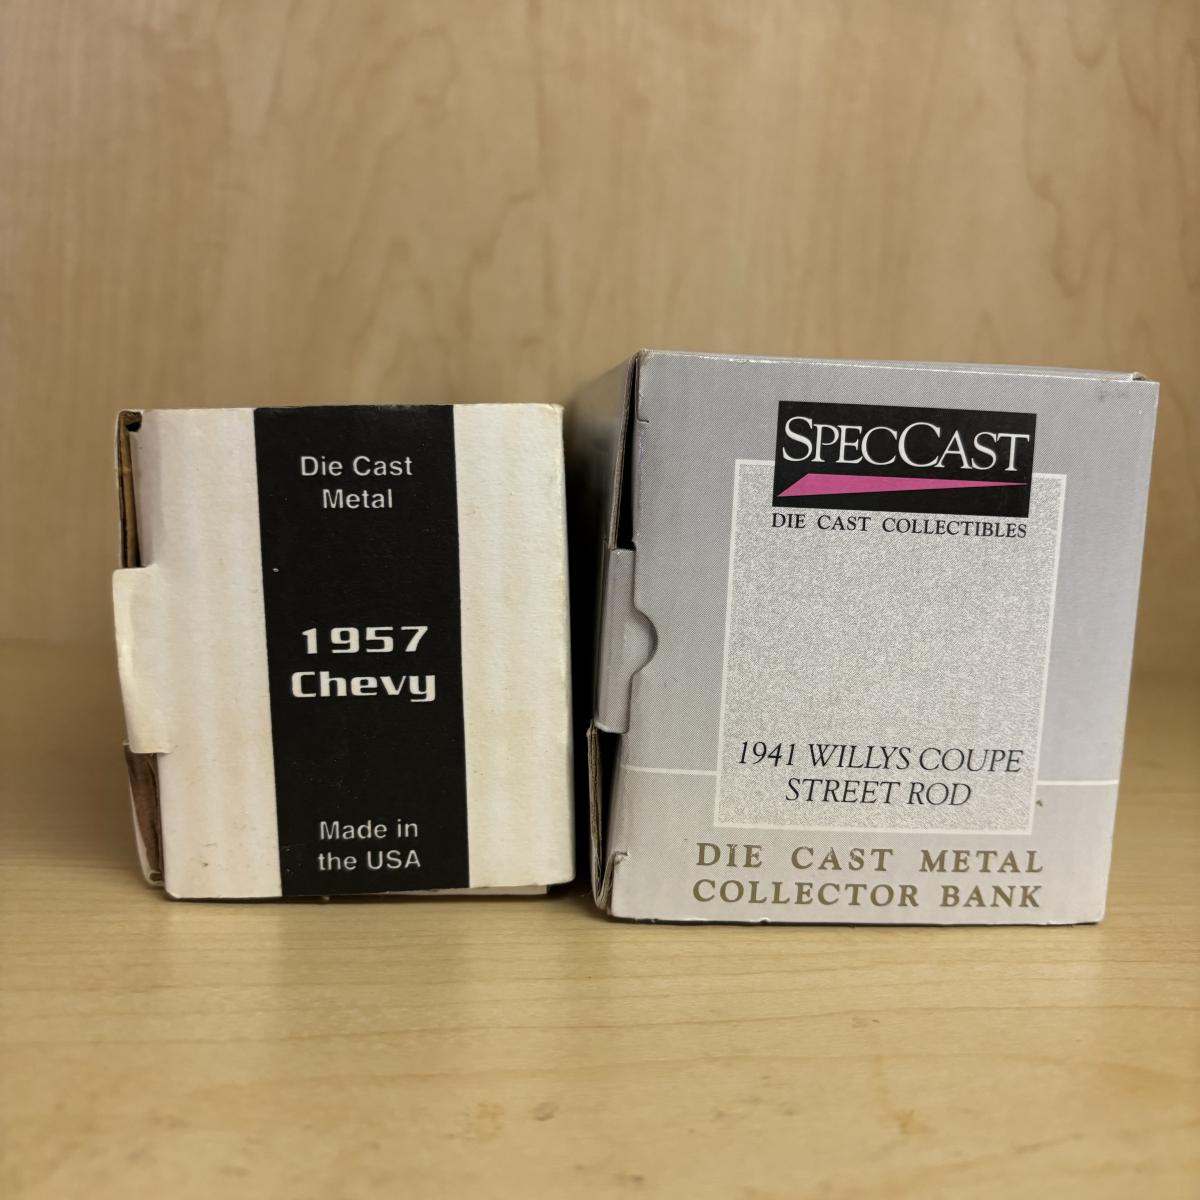 Die Cast
Metal
1957
Chevy
Made in
the USA
SPECCAST
DIE CAST COLLECTIBLES
1941 WILLYS COUPE
STREET ROD
DIE CAST METAL
COLLECTOR BANK